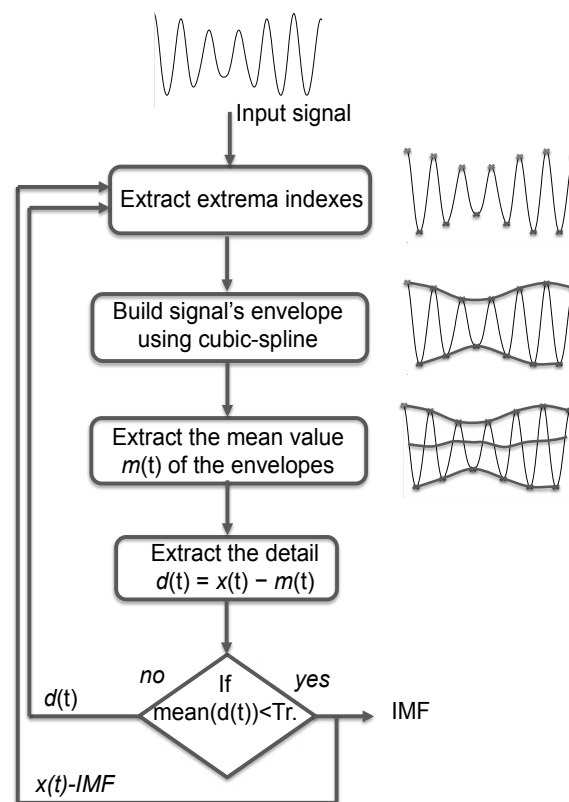 Input signal
Extract extrema indexes
Build signal's envelope
using cubic-spline
Extract the mean value
m(t) of the envelopes
Extract the detail
d(t) = x(t) − m(t)
no
yes
If
mean(d(t))<Tr.
d(t)
IMF
x(t)-IMF